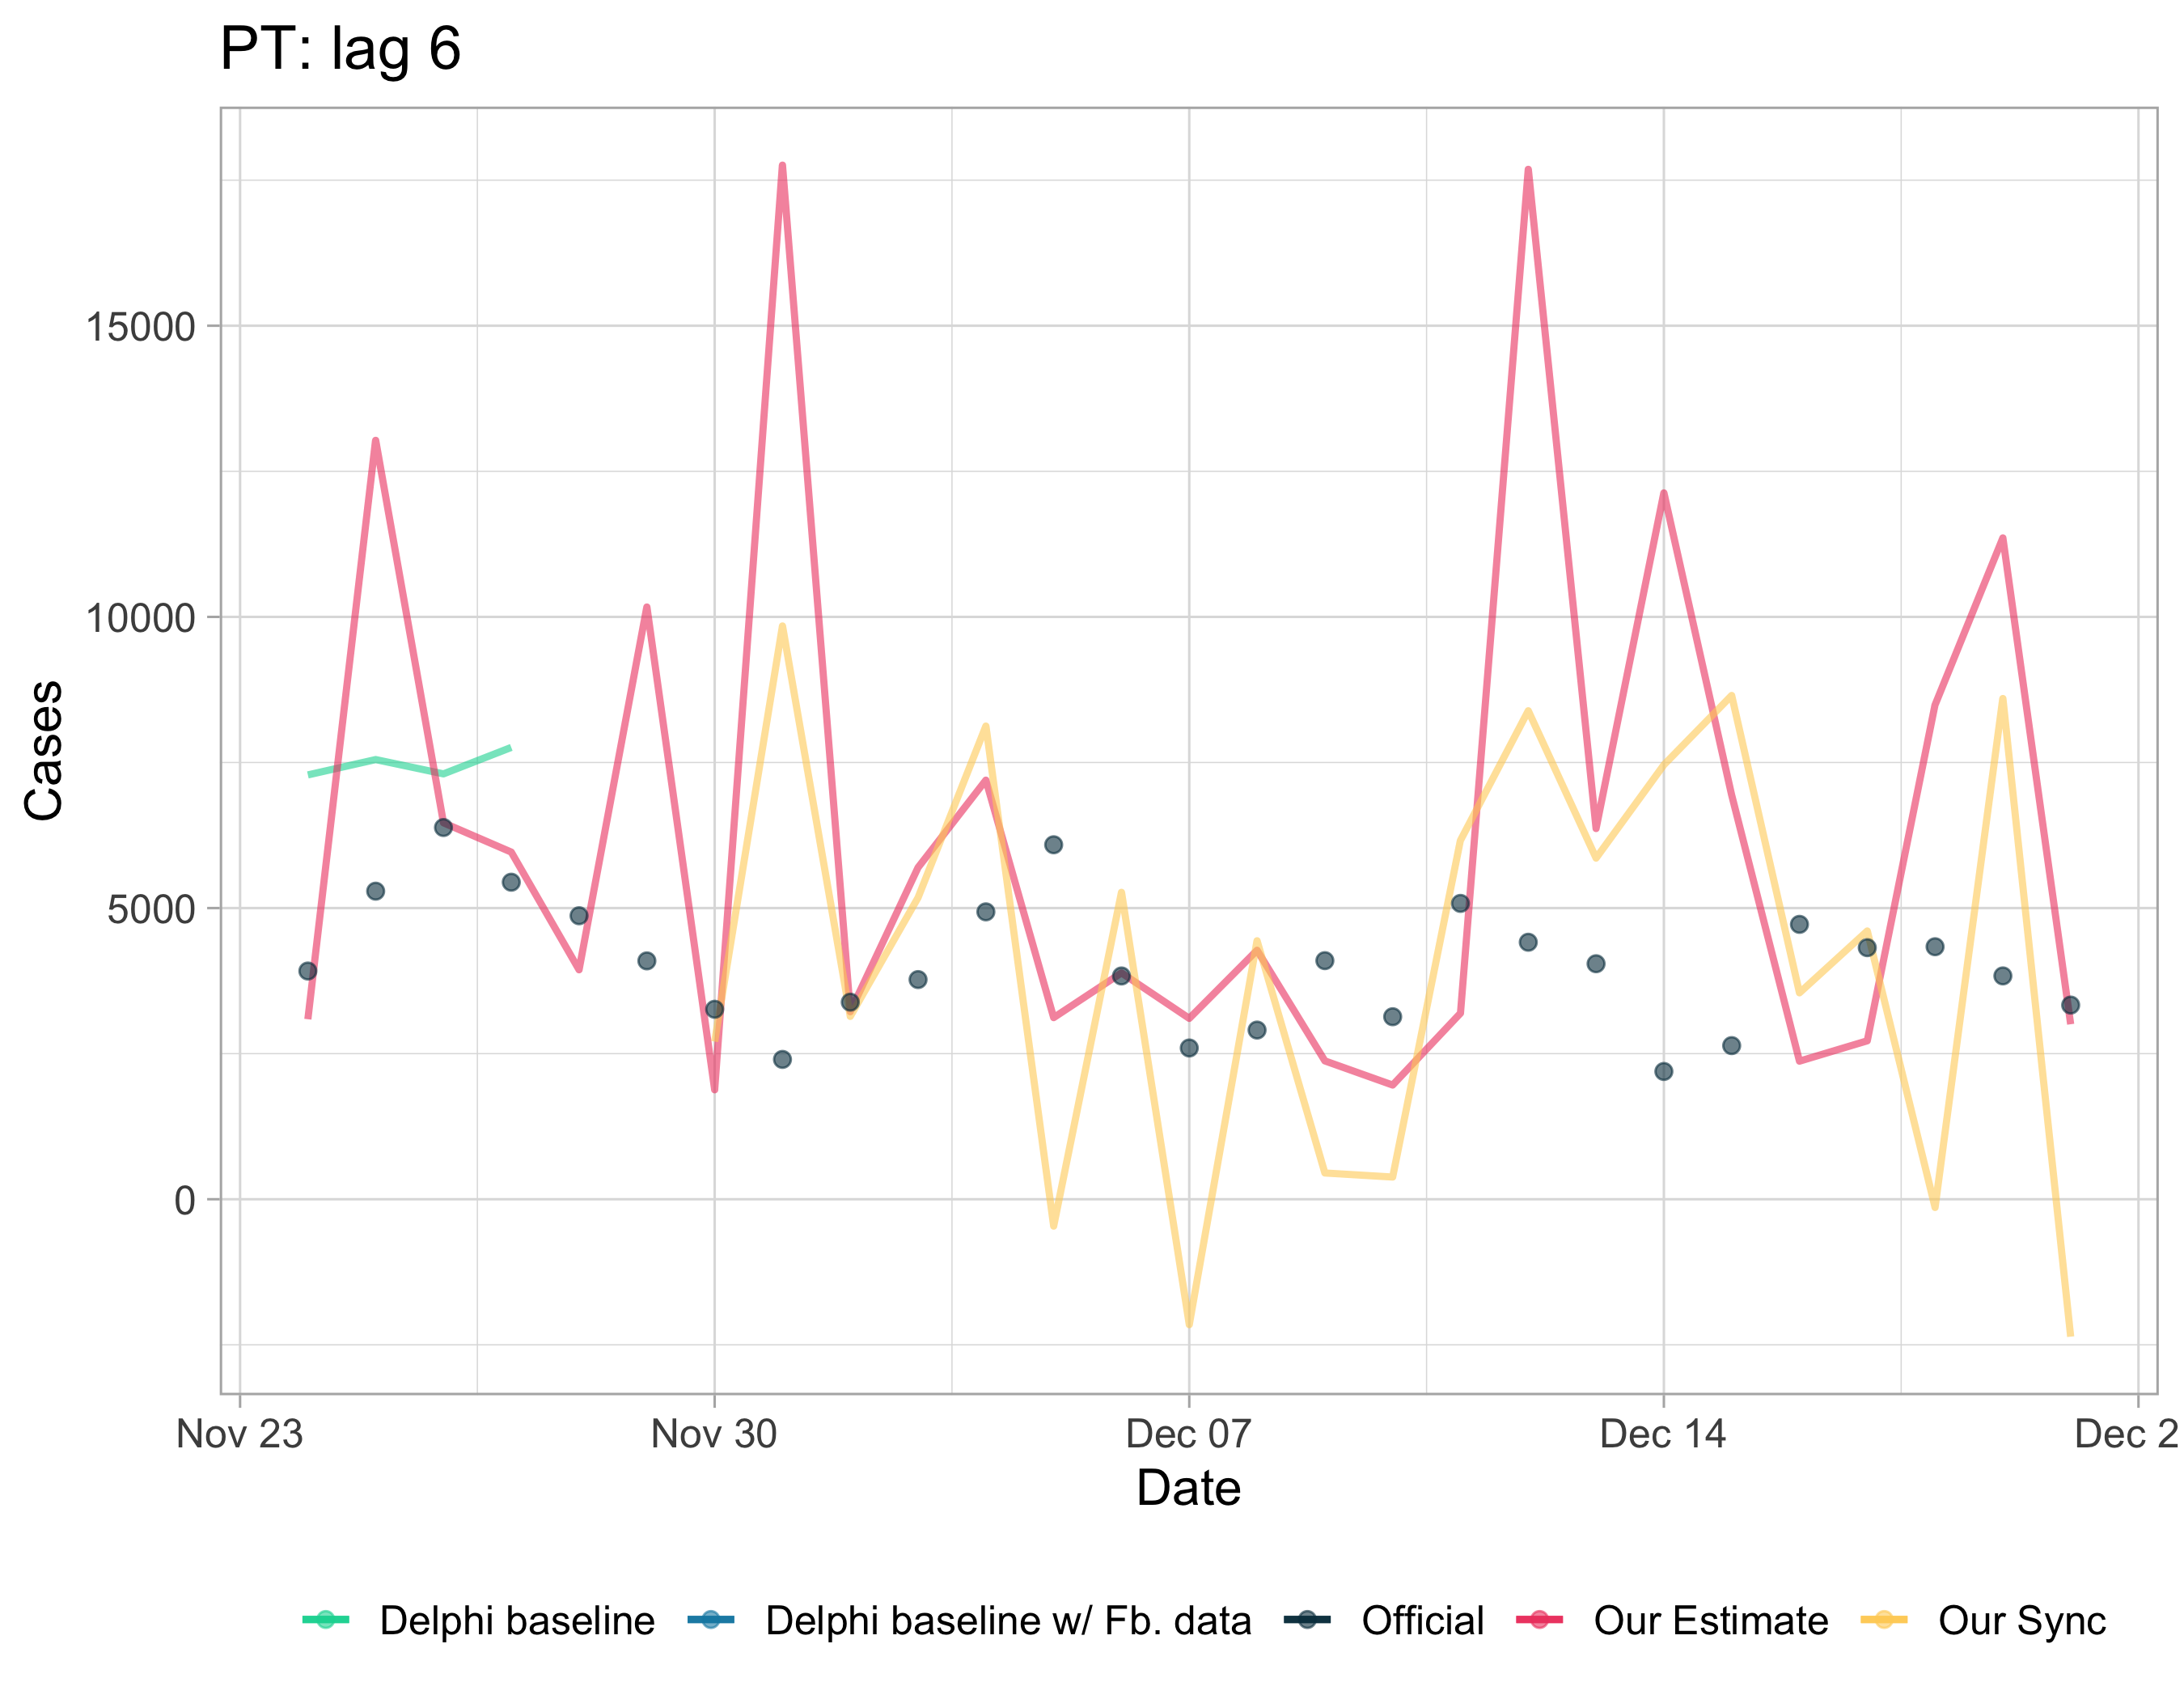 PT: lag 6
15000
10000
5000
0
Cases
Nov 23 Nov 30 Dec 07 Dec 14 Dec 2
Date
Delphi baseline Delphi baseline w/ Fb. data Official Our Estimate Our Sync